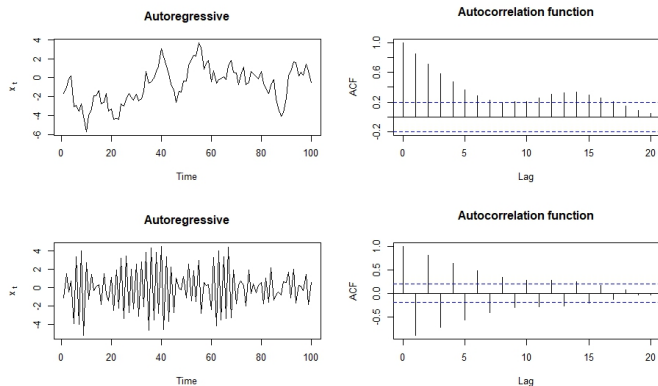 Autoregressive
Autocorrelation function
4
2
0
-2
-4
-6
x t
0 20 40 60 80 100
Time
1.0
0.6
0.2
-0.2
ACF
0 5 10 15 20
Lag
Autoregressive
Autocorrelation function
4
2
0
-2
-4
x t
0 20 40 60 80 100
Time
1.0
0.5
0.0
-0.5
ACF
0 5 10 15 20
Lag